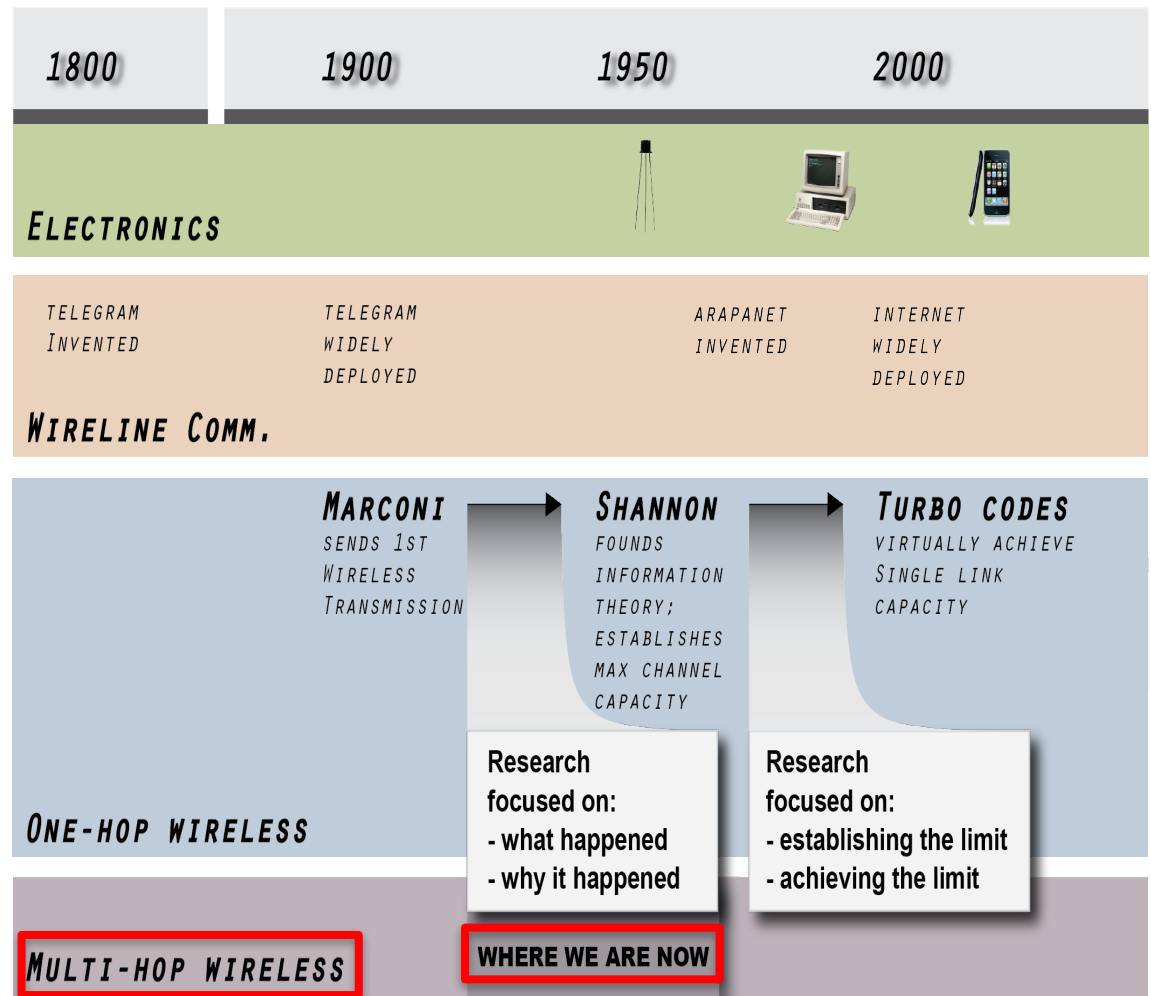 1800 1900 1950 2000
Electronics
Telegram Invented
Telegram widely deployed
Arapanet invented
Internet widely deployed
Wireline Comm.
Marconi
sends 1st
Wireless
Transmission
Shannon
founds
information
theory;
establishes
max channel
capacity
Turbo codes
virtually achieve
Single link
capacity
Research
focused on:
- what happened
- why it happened
Research
focused on:
- establishing the limit
- achieving the limit
One-hop wireless
Multi-hop wireless
WHERE WE ARE NOW